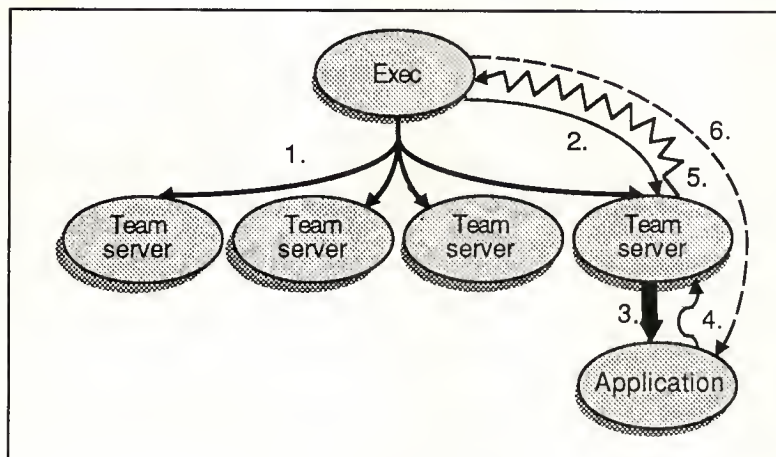 Exec
1.
2.
6.
5.
Team
server
Team
server
Team
server
Team
server
3.
4.
Application